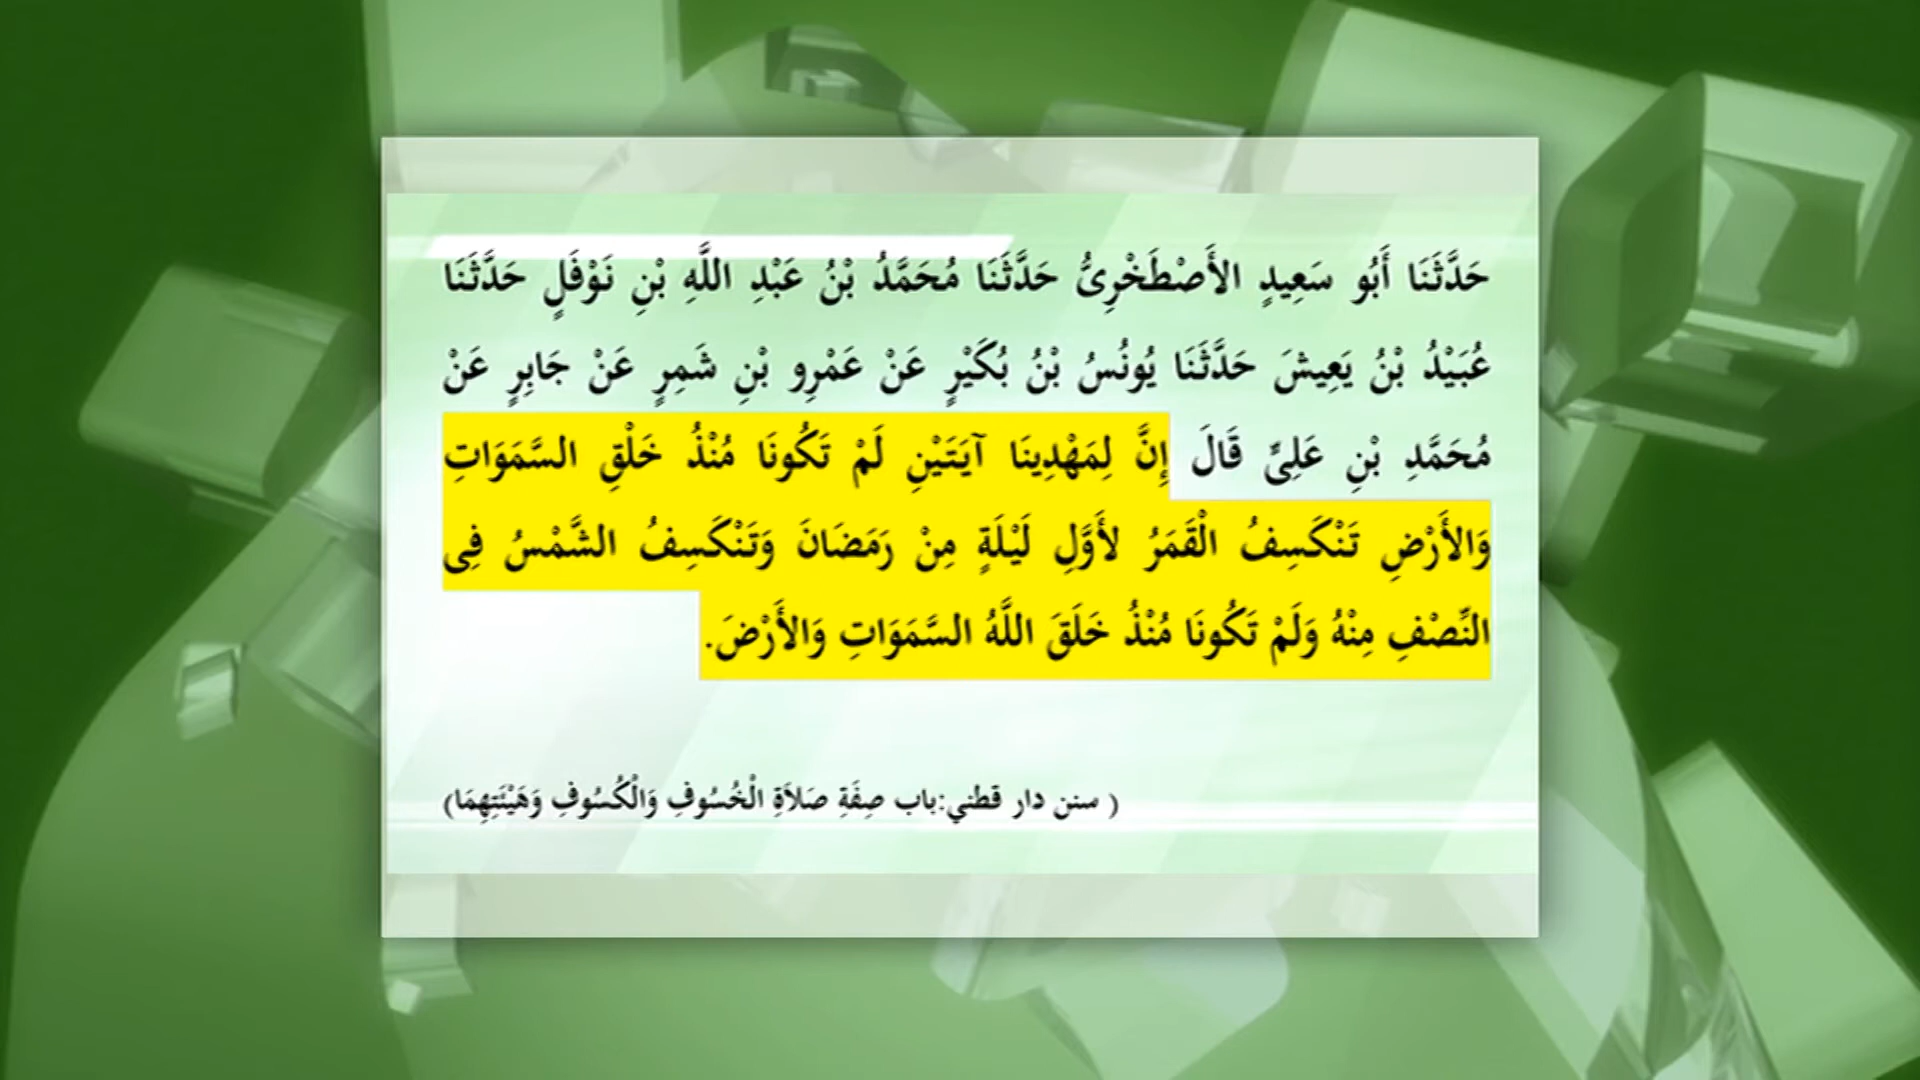 حَدَّثَنَا أَبُو سَعِيدٍ الأَصْطَخْرِىُّ حَدَّثَنَا مُحَمَّدُ بْنُ عَبْدِ اللَّهِ بْنِ نَوْفَلٍ حَدَّثَنَا
عُبَيْدُ بْنُ يَعِيشَ حَدَّثَنَا يُونُسُ بْنُ بُكَيْرٍ عَنْ عَمْرِو بْنِ شَمِرٍ عَنْ جَابِرٍ عَنْ
مُحَمَّدِ بْنِ عَلِىٍّ قَالَ إِنَّ لِمَهْدِينَا آيَتَيْنِ لَمْ تَكُونَا مُنْذُ خَلْقِ السَّمَوَاتِ
وَالأَرْضِ تَنْكَسِفُ الْقَمَرُ لأَوَّلِ لَيْلَةٍ مِنْ رَمَضَانَ وَتَنْكَسِفُ الشَّمْسُ فِى
النِّصْفِ مِنْهُ وَلَمْ تَكُونَا مُنْذُ خَلَقَ اللَّهُ السَّمَوَاتِ وَالأَرْضَ.
( سنن دار قطني:باب صِفَةِ صَلاَةِ الْخُسُوفِ وَالْكُسُوفِ وَهَيْئَتِهِمَا)